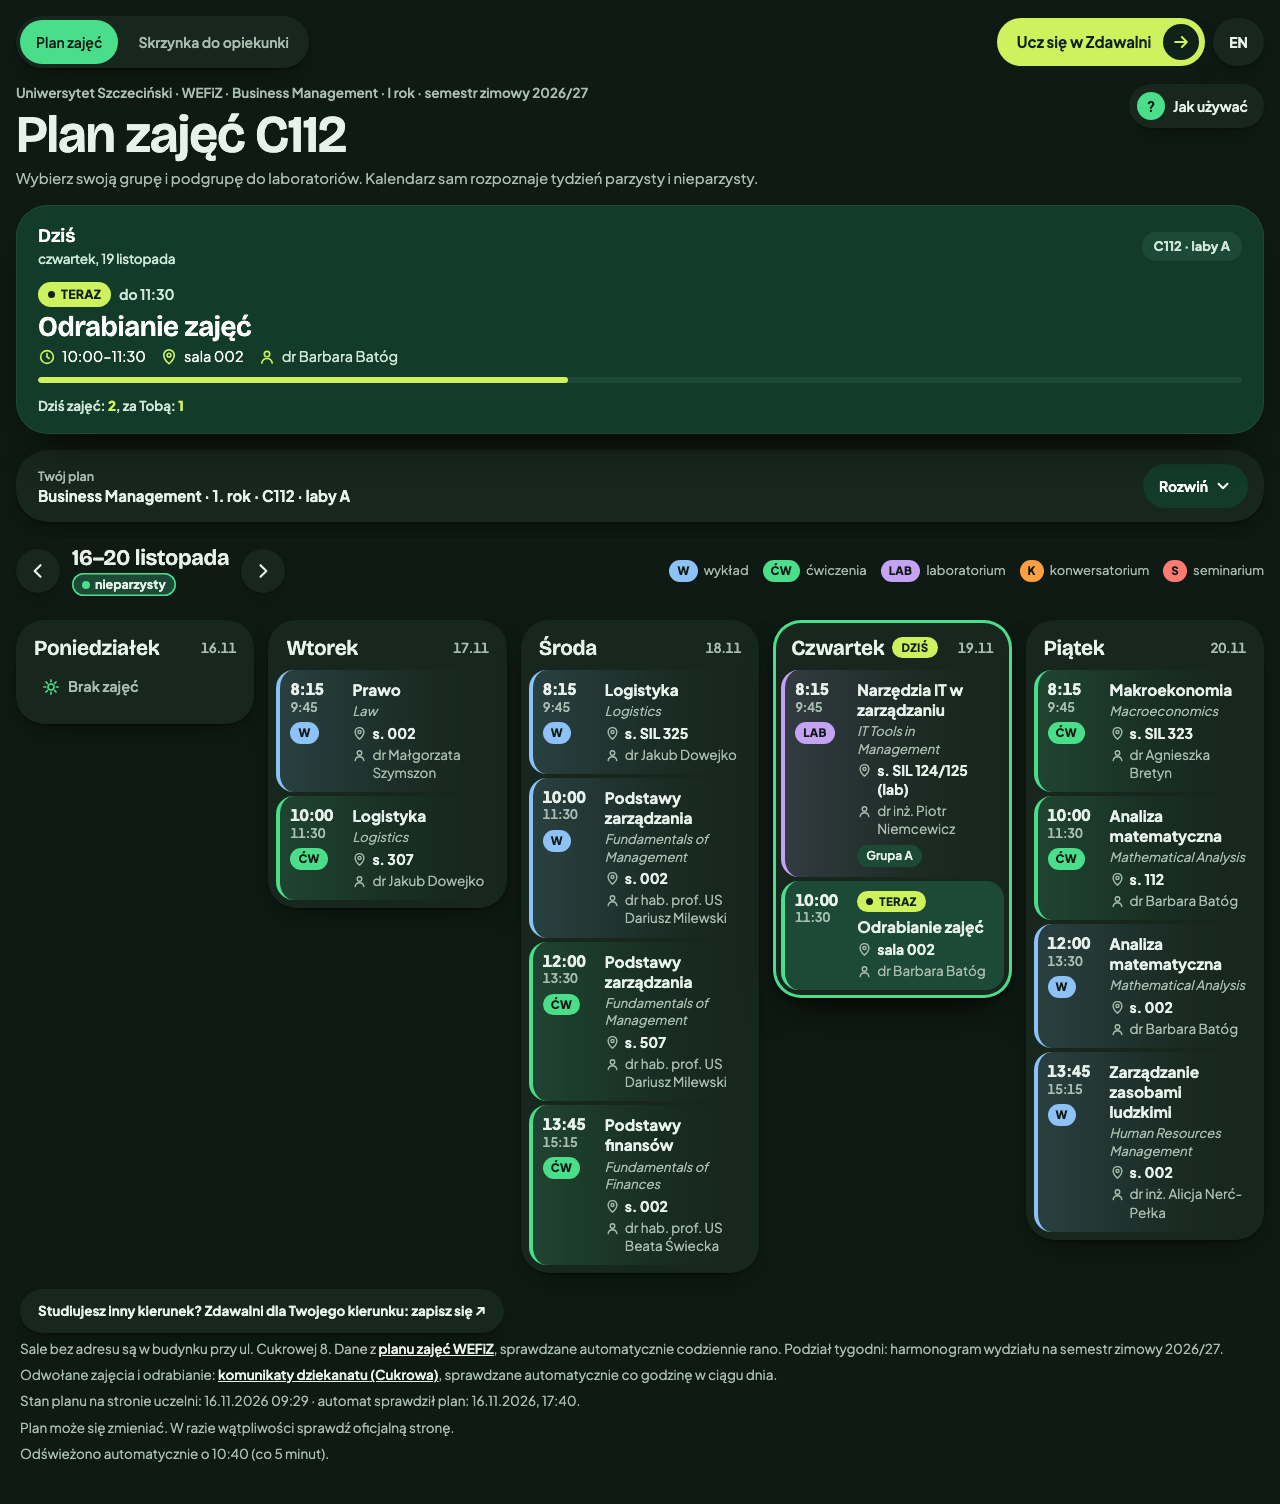 Plan zajęć
Skrzynka do opiekunki
Ucz się w Zdawalni
EN
Uniwersytet Szczeciński · WEFiZ · Business Management · I rok · semestr zimowy 2026/27
? Jak używać
Plan zajęć C112
Wybierz swoją grupę i podgrupę do laboratoriów. Kalendarz sam rozpoznaje tydzień parzysty i nieparzysty.
Dziś
czwartek, 19 listopada
C112 · laby A
TERAZ do 11:30
Odrabianie zajęć
10:00–11:30 sala 002 dr Barbara Batóg
Dziś zajęć: 2, za Tobą: 1
Twój plan
Business Management · 1. rok · C112 · laby A
Rozwiń
16–20 listopada
nieparzysty
W wykład ĆW ćwiczenia LAB laboratorium K konwersatorium S seminarium
Poniedziałek 16.11
Brak zajęć
Wtorek 17.11
8:15
9:45
W
Prawo
Law
s. 002
dr Małgorzata
Szymszon
10:00
11:30
ĆW
Logistyka
Logistics
s. 307
dr Jakub Dowejko
Środa 18.11
8:15
9:45
W
Logistyka
Logistics
s. SIL 325
dr Jakub Dowejko
10:00
11:30
W
Podstawy
zarządzania
Fundamentals of
Management
s. 002
dr hab. prof. US
Dariusz Milewski
12:00
13:30
ĆW
Podstawy
zarządzania
Fundamentals of
Management
s. 507
dr hab. prof. US
Dariusz Milewski
13:45
15:15
ĆW
Podstawy
finansów
Fundamentals of
Finances
s. 002
dr hab. prof. US
Beata Świecka
Czwartek DZIŚ 19.11
8:15
9:45
LAB
Narzędzia IT w
zarządzaniu
IT Tools in
Management
s. SIL 124/125
(lab)
dr inż. Piotr
Niemcewicz
Grupa A
10:00
11:30
TERAZ
Odrabianie zajęć
sala 002
dr Barbara Batóg
Piątek 20.11
8:15
9:45
ĆW
Makroekonomia
Macroeconomics
s. SIL 323
dr Agnieszka
Bretyn
10:00
11:30
ĆW
Analiza
matematyczna
Mathematical Analysis
s. 112
dr Barbara Batóg
12:00
13:30
W
Analiza
matematyczna
Mathematical Analysis
s. 002
dr Barbara Batóg
13:45
15:15
W
Zarządzanie
zasobami
ludzkimi
Human Resources
Management
s. 002
dr inż. Alicja Nerć-
Pełka
Studiujesz inny kierunek? Zdawalni dla Twojego kierunku: zapisz się ↗
Sale bez adresu są w budynku przy ul. Cukrowej 8. Dane z planu zajęć WEFiZ, sprawdzane automatycznie codziennie rano. Podział tygodni: harmonogram wydziału na semestr zimowy 2026/27.
Odwołane zajęcia i odrabianie: komunikaty dziekanatu (Cukrowa), sprawdzane automatycznie co godzinę w ciągu dnia.
Stan planu na stronie uczelni: 16.11.2026 09:29 · automat sprawdził plan: 16.11.2026, 17:40.
Plan może się zmieniać. W razie wątpliwości sprawdź oficjalną stronę.
Odświeżono automatycznie o 10:40 (co 5 minut).